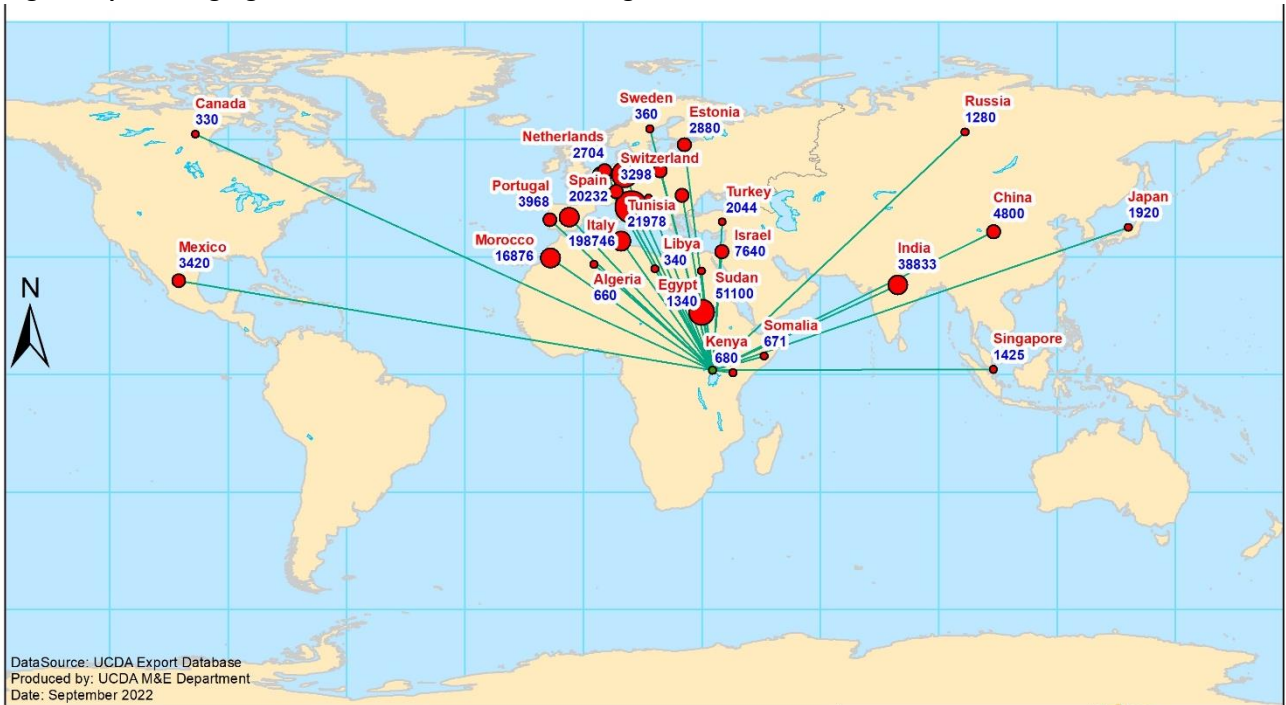 Canada
330
Sweden
360
Estonia
2880
Russia
1280
Netherlands
2704
Switzerland
3298
Portugal
3968
Spain
20232
Tunisia
21978
Turkey
2044
China
4800
Japan
1920
Italy
198746
Israel
7640
Morocco
16876
Libya
340
India
38833
Mexico
3420
Algeria
660
Egypt
1340
Sudan
51100
N
Kenya
680
Somalia
671
Singapore
1425
DataSource: UCDA Export Database
Produced by: UCDA M&E Department
Date: September 2022